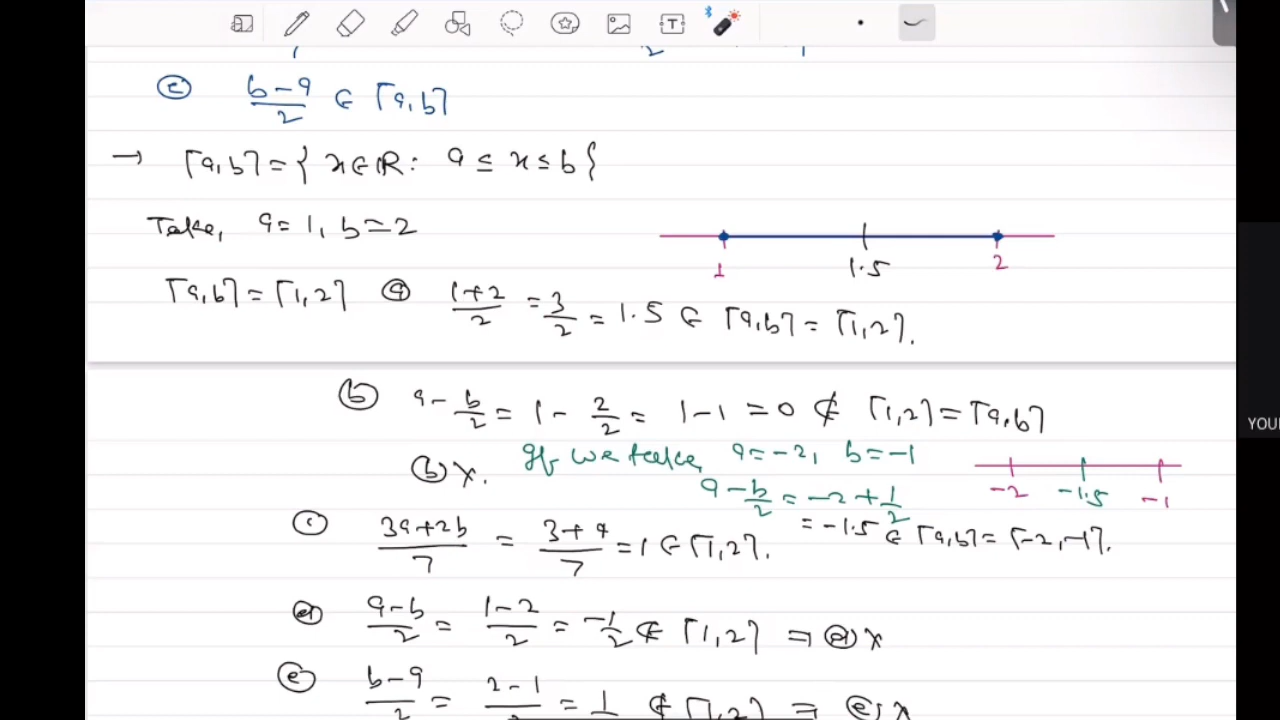 (e) b-a/2 ∈ [a,b]
→ [a,b] = { x∈R : a ≤ x ≤ b }
Take, a=1, b=2
1 1.5 2
[a,b] = [1,2] (a) 1+2/2 = 3/2 = 1.5 ∈ [a,b] = [1,2].
(b) a - b/2 = 1 - 2/2 = 1-1 = 0 ∉ [1,2] = [a,b]
(b) x. If we take, a=-2, b=-1
-2 -1.5 -1
a - b/2 = -2 + 1/2
= -1.5 ∈ [a,b] = [-2,-1].
(c) 3a+2b/7 = 3+4/7 = 1 ∈ [1,2].
(d) a-b/2 = 1-2/2 = -1/2 ∉ [1,2] ⇒ (d) x
(e) b-a/2 = 2-1/2 = 1 ∉ [1,2] ⇒ (e) x